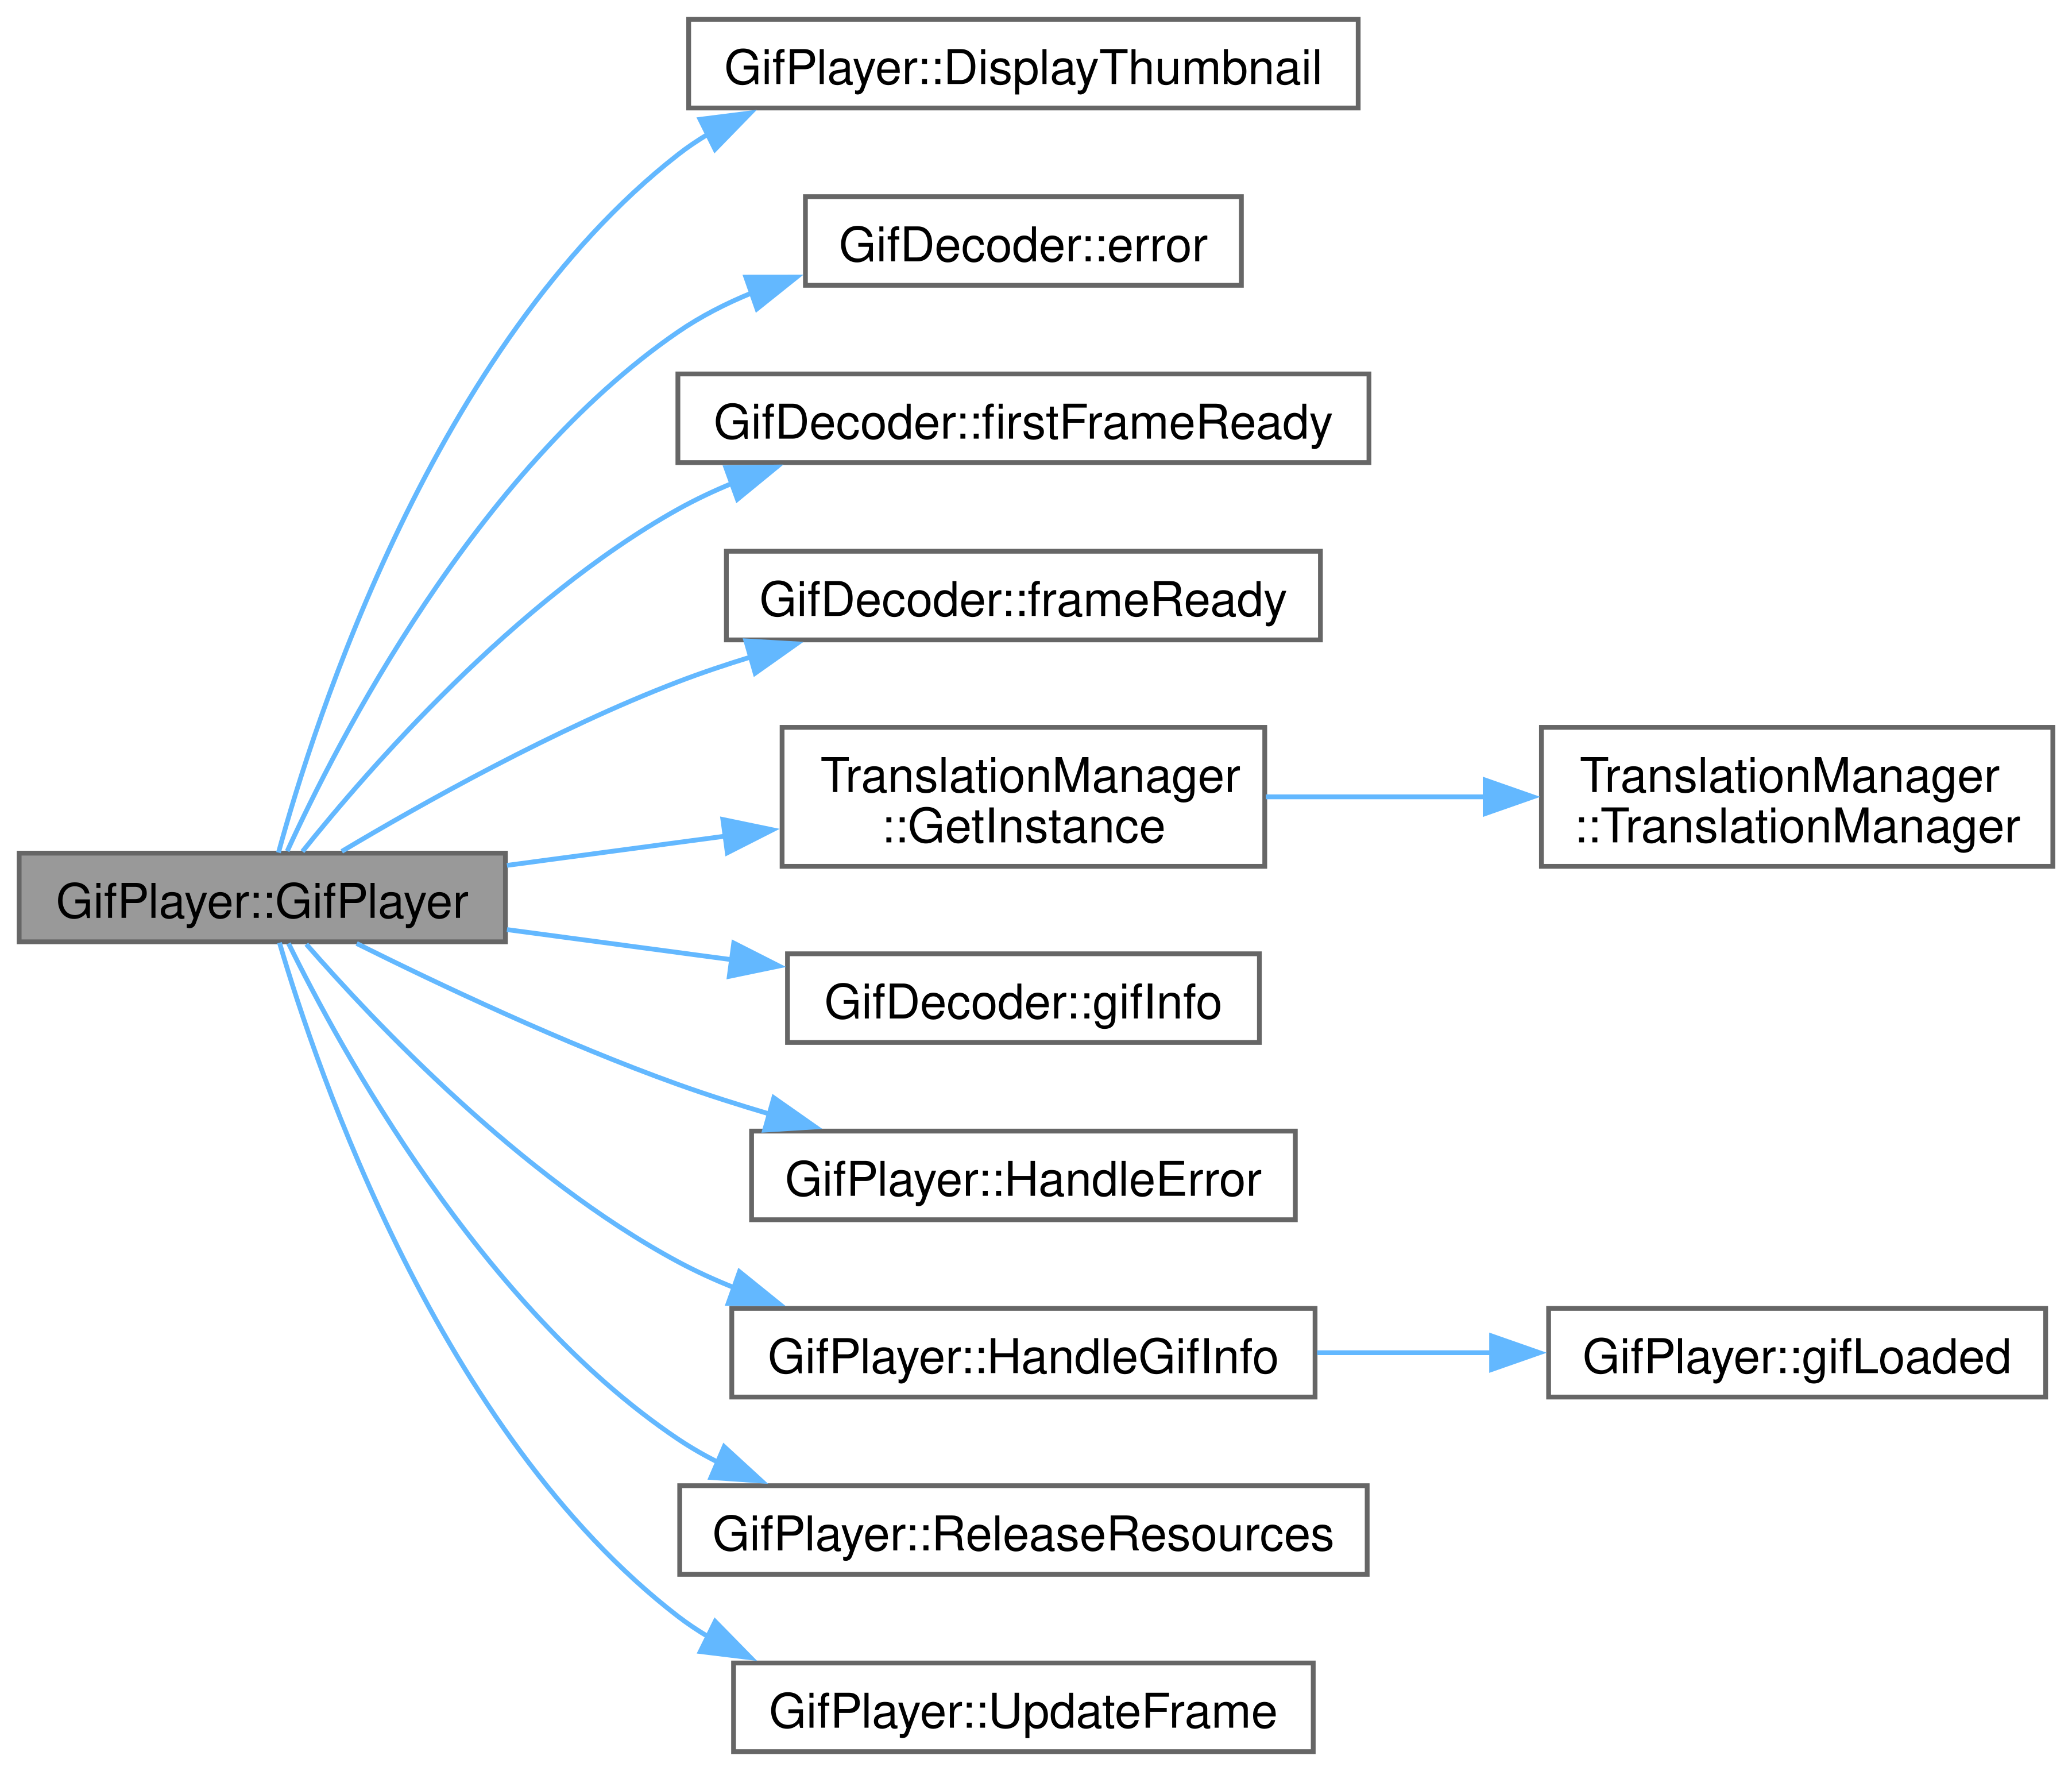 GifPlayer::DisplayThumbnail
GifDecoder::error
GifDecoder::firstFrameReady
GifDecoder::frameReady
TranslationManager
::GetInstance
TranslationManager
::TranslationManager
GifPlayer::GifPlayer
GifDecoder::gifInfo
GifPlayer::HandleError
GifPlayer::HandleGifInfo
GifPlayer::gifLoaded
GifPlayer::ReleaseResources
GifPlayer::UpdateFrame